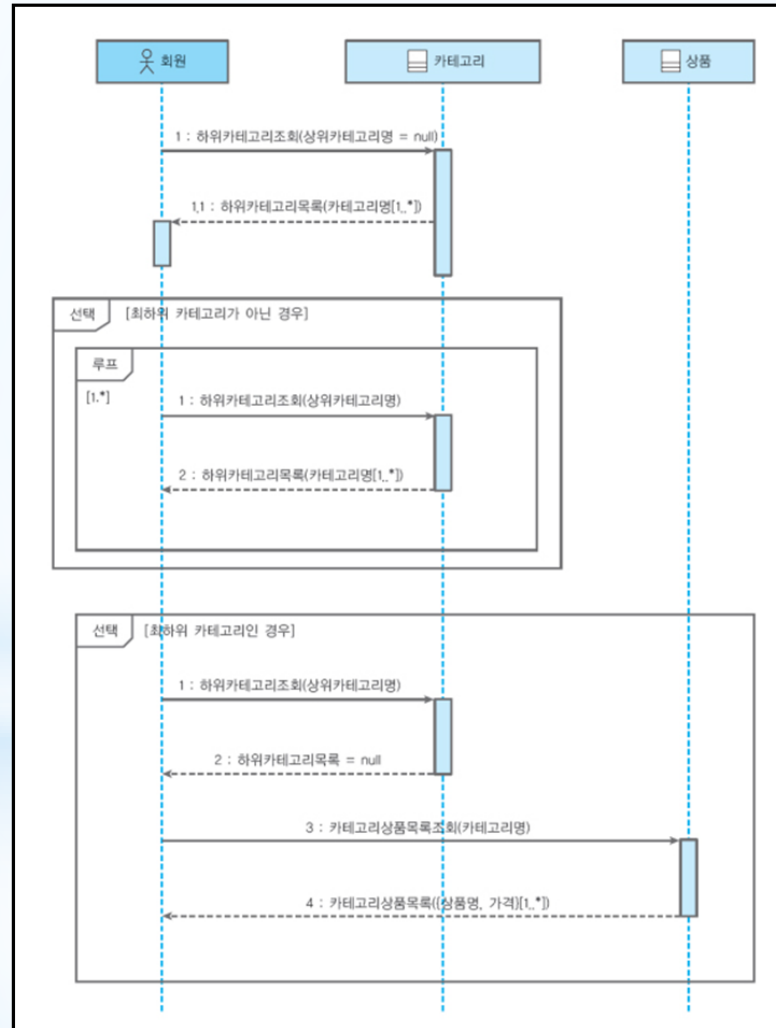 회원
카테고리
상품
1 : 하위카테고리조회(상위카테고리명 = null)
1.1 : 하위카테고리목록(카테고리명[1..*])
선택
[최하위 카테고리가 아닌 경우]
루프
[1.*]
1 : 하위카테고리조회(상위카테고리명)
2 : 하위카테고리목록(카테고리명[1..*])
선택
[최하위 카테고리인 경우]
1 : 하위카테고리조회(상위카테고리명)
2 : 하위카테고리목록 = null
3 : 카테고리상품목록조회(카테고리명)
4 : 카테고리상품목록({상품명, 가격}[1..*])